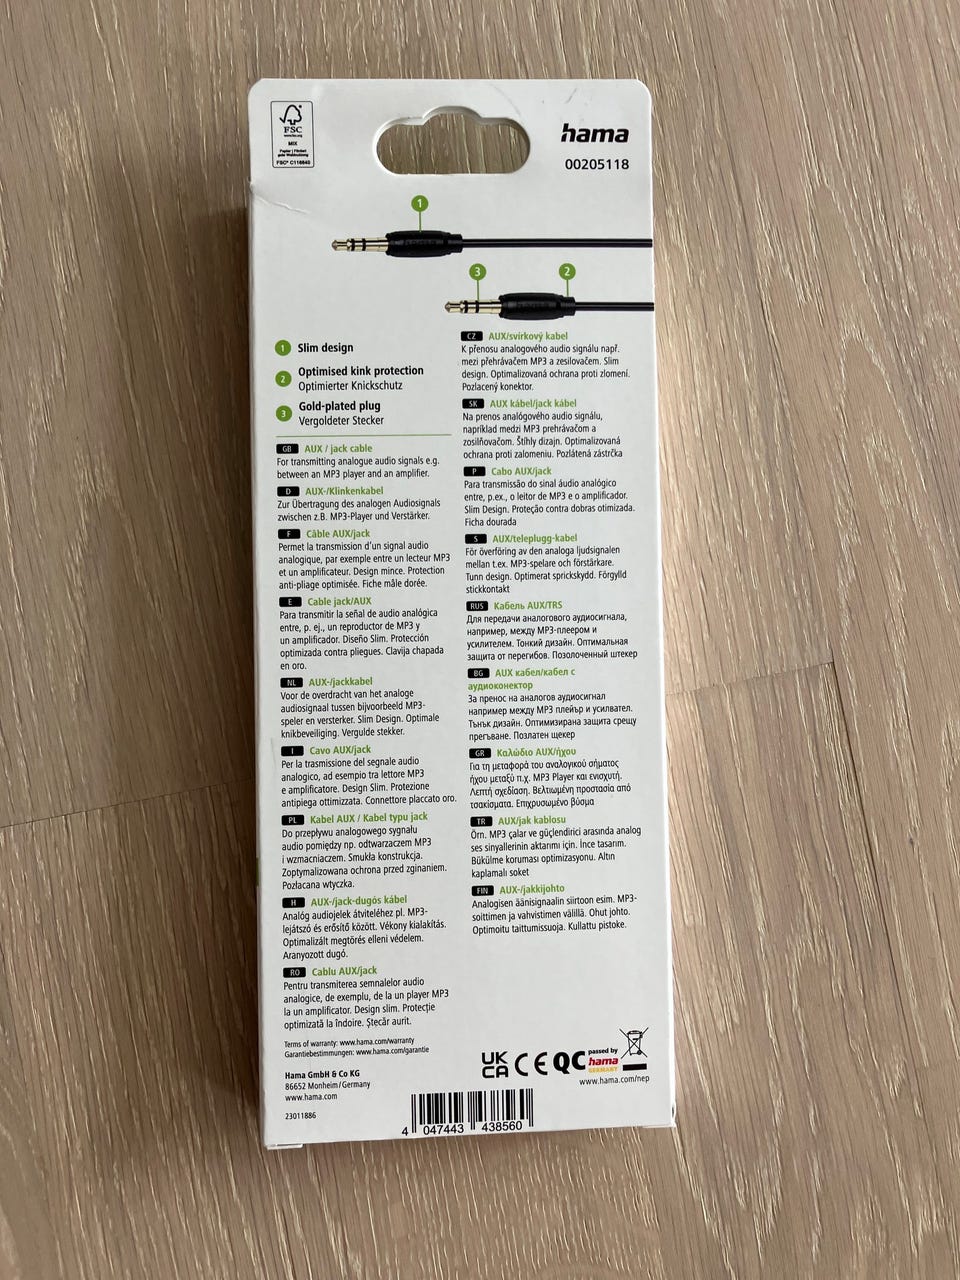 FSC
www.fsc.org
MIX
Papier | Fördert
gute Waldnutzung
FSC® C118640
hama
00205118
1
3
2
1 Slim design
2 Optimised kink protection
Optimierter Knickschutz
3 Gold-plated plug
Vergoldeter Stecker
GB AUX / jack cable
For transmitting analogue audio signals e.g.
between an MP3 player and an amplifier.
D AUX-/Klinkenkabel
Zur Übertragung des analogen Audiosignals
zwischen z.B. MP3-Player und Verstärker.
F Câble AUX/jack
Permet la transmission d'un signal audio
analogique, par exemple entre un lecteur MP3
et un amplificateur. Design mince. Protection
anti-pliage optimisée. Fiche mâle dorée.
E Cable jack/AUX
Para transmitir la señal de audio analógica
entre, p. ej., un reproductor de MP3 y
un amplificador. Diseño Slim. Protección
optimizada contra pliegues. Clavija chapada
en oro.
NL AUX-/jackkabel
Voor de overdracht van het analoge
audiosignaal tussen bijvoorbeeld MP3-
speler en versterker. Slim Design. Optimale
knikbeveiliging. Vergulde stekker.
I Cavo AUX/jack
Per la trasmissione del segnale audio
analogico, ad esempio tra lettore MP3
e amplificatore. Design Slim. Protezione
antipiega ottimizzata. Connettore placcato oro.
PL Kabel AUX / Kabel typu jack
Do przepływu analogowego sygnału
audio pomiędzy np. odtwarzaczem MP3
i wzmacniaczem. Smukła konstrukcja.
Zoptymalizowana ochrona przed zginaniem.
Pozłacana wtyczka.
H AUX-/jack-dugós kábel
Analóg audiojelek átviteléhez pl. MP3-
lejátszó és erősítő között. Vékony kialakítás.
Optimalizált megtörés elleni védelem.
Aranyozott dugó.
RO Cablu AUX/jack
Pentru transmiterea semnalelor audio
analogice, de exemplu, de la un player MP3
la un amplificator. Design slim. Protecție
optimizată la îndoire. Ștecăr aurit.
CZ AUX/svírkový kabel
K přenosu analogového audio signálu např.
mezi přehrávačem MP3 a zesilovačem. Slim
design. Optimalizovaná ochrana proti zlomení.
Pozlacený konektor.
SK AUX kábel/jack kábel
Na prenos analógového audio signálu,
napríklad medzi MP3 prehrávačom a
zosilňovačom. Štíhly dizajn. Optimalizovaná
ochrana proti zalomeniu. Pozlátená zástrčka
P Cabo AUX/jack
Para transmissão do sinal áudio analógico
entre, p.ex., o leitor de MP3 e o amplificador.
Slim Design. Proteção contra dobras otimizada.
Ficha dourada
S AUX/teleplugg-kabel
För överföring av den analoga ljudsignalen
mellan t.ex. MP3-spelare och förstärkare.
Tunn design. Optimerat sprickskydd. Förgylld
stickkontakt
RUS Кабель AUX/TRS
Для передачи аналогового аудиосигнала,
например, между MP3-плеером и
усилителем. Тонкий дизайн. Оптимальная
защита от перегибов. Позолоченный штекер
BG AUX кабел/кабел с
аудиоконектор
За пренос на аналогов аудиосигнал
например между MP3 плейър и усилвател.
Тънък дизайн. Оптимизирана защита срещу
прегъване. Позлатен щекер
GR Καλώδιο AUX/ήχου
Για τη μεταφορά του αναλογικού σήματος
ήχου μεταξύ π.χ. MP3 Player και ενισχυτή.
Λεπτή σχεδίαση. Βελτιωμένη προστασία από
τσακίσματα. Επιχρυσωμένο βύσμα
TR AUX/jak kablosu
Örn. MP3 çalar ve güçlendirici arasında analog
ses sinyallerinin aktarımı için. İnce tasarım.
Bükülme koruması optimizasyonu. Altın
kaplamalı soket
FIN AUX-/jakkijohto
Analogisen äänisignaalin siirtoon esim. MP3-
soittimen ja vahvistimen välillä. Ohut johto.
Optimoitu taittumissuoja. Kullattu pistoke.
Terms of warranty: www.hama.com/warranty
Garantiebestimmungen: www.hama.com/garantie
Hama GmbH & Co KG
86652 Monheim/Germany
www.hama.com
23011886
UK
CA CE QC passed by
hama
GERMANY
www.hama.com/nep
4 047443 438560